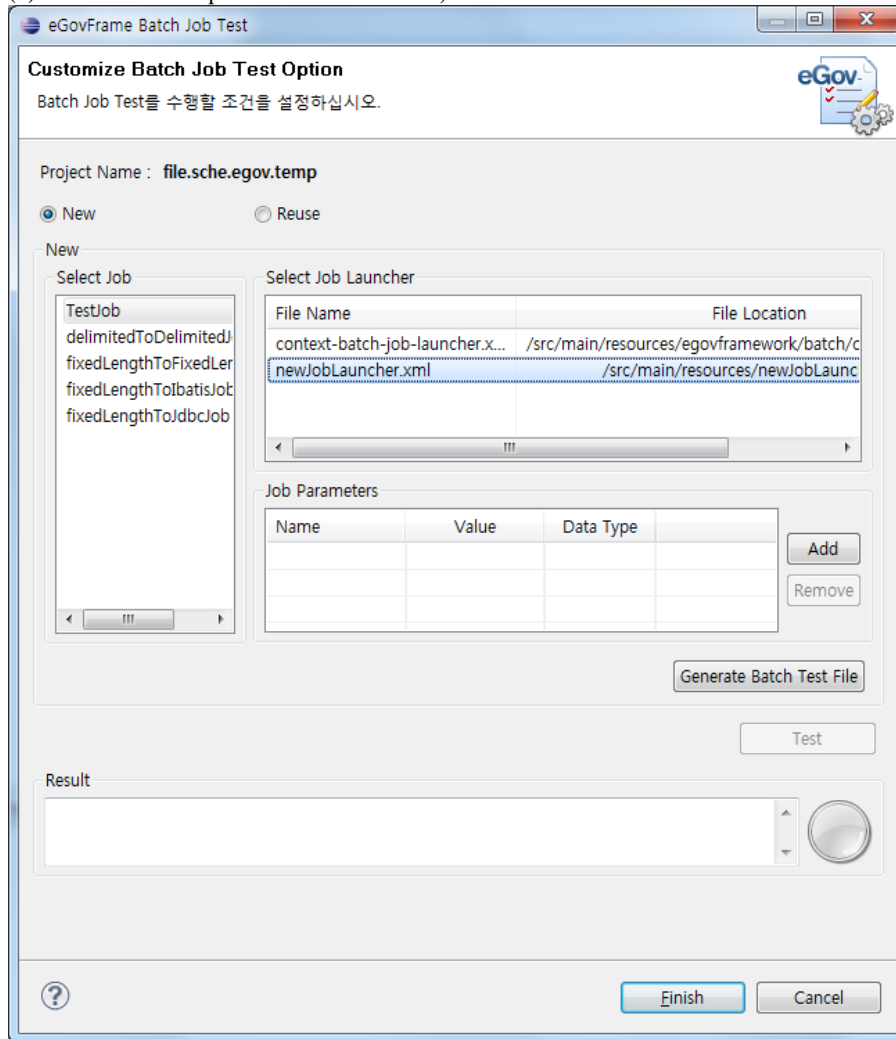 eGovFrame Batch Job Test
Customize Batch Job Test Option
Batch Job Test를 수행할 조건을 설정하십시오.
eGov
Project Name : file.sche.egov.temp
New
Reuse
New
Select Job
TestJob
delimitedToDelimitedJ
fixedLengthToFixedLer
fixedLengthToIbatisJob
fixedLengthToJdbcJob
Select Job Launcher
File Name File Location
context-batch-job-launcher.x... /src/main/resources/egovframework/batch/c
newJobLauncher.xml /src/main/resources/newJobLaunc
Job Parameters
Name Value Data Type
Add
Remove
Generate Batch Test File
Test
Result
Finish
Cancel